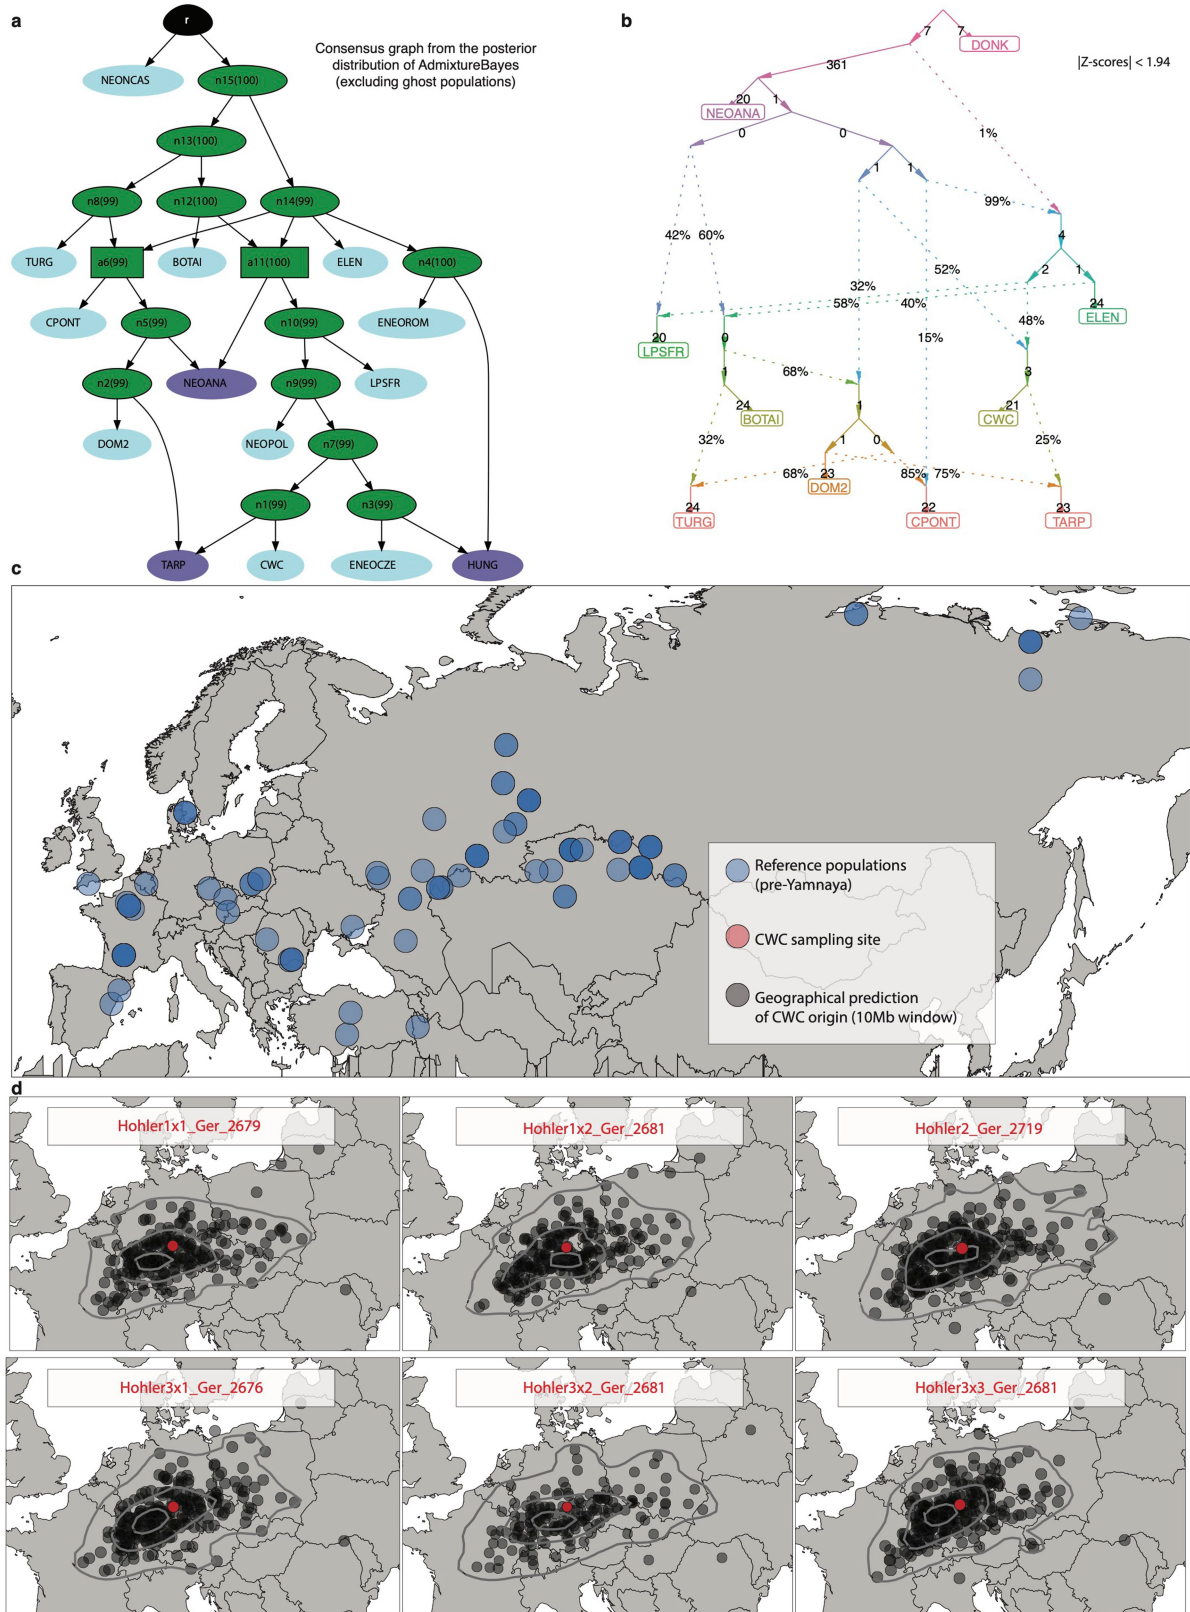 a
r
Consensus graph from the posterior
distribution of AdmixtureBayes
(excluding ghost populations)
NEONCAS
n15(100)
n13(100)
n8(99)
n12(100)
n14(99)
TURG
a6(99)
BOTAI
a11(100)
ELEN
n4(100)
CPONT
n5(99)
n10(99)
ENEOROM
n2(99)
NEOANA
n9(99)
LPSFR
DOM2
NEOPOL
n7(99)
n1(99)
n3(99)
TARP
CWC
ENEOCZE
HUNG
b
7
7
DONK
|Z-scores| < 1.94
361
20
1
NEOANA
0
0
1%
1
1
99%
4
42%
60%
52%
2
1
32%
58%
40%
24
ELEN
48%
20
0
15%
LPSFR
1
68%
3
24
BOTAI
1
21
CWC
32%
1
0
25%
68%
23
85%
75%
DOM2
24
22
23
TURG
CPONT
TARP
c
Reference populations
(pre-Yamnaya)
CWC sampling site
Geographical prediction
of CWC origin (10Mb window)
d
Hohler1x1_Ger_2679
Hohler1x2_Ger_2681
Hohler2_Ger_2719
Hohler3x1_Ger_2676
Hohler3x2_Ger_2681
Hohler3x3_Ger_2681